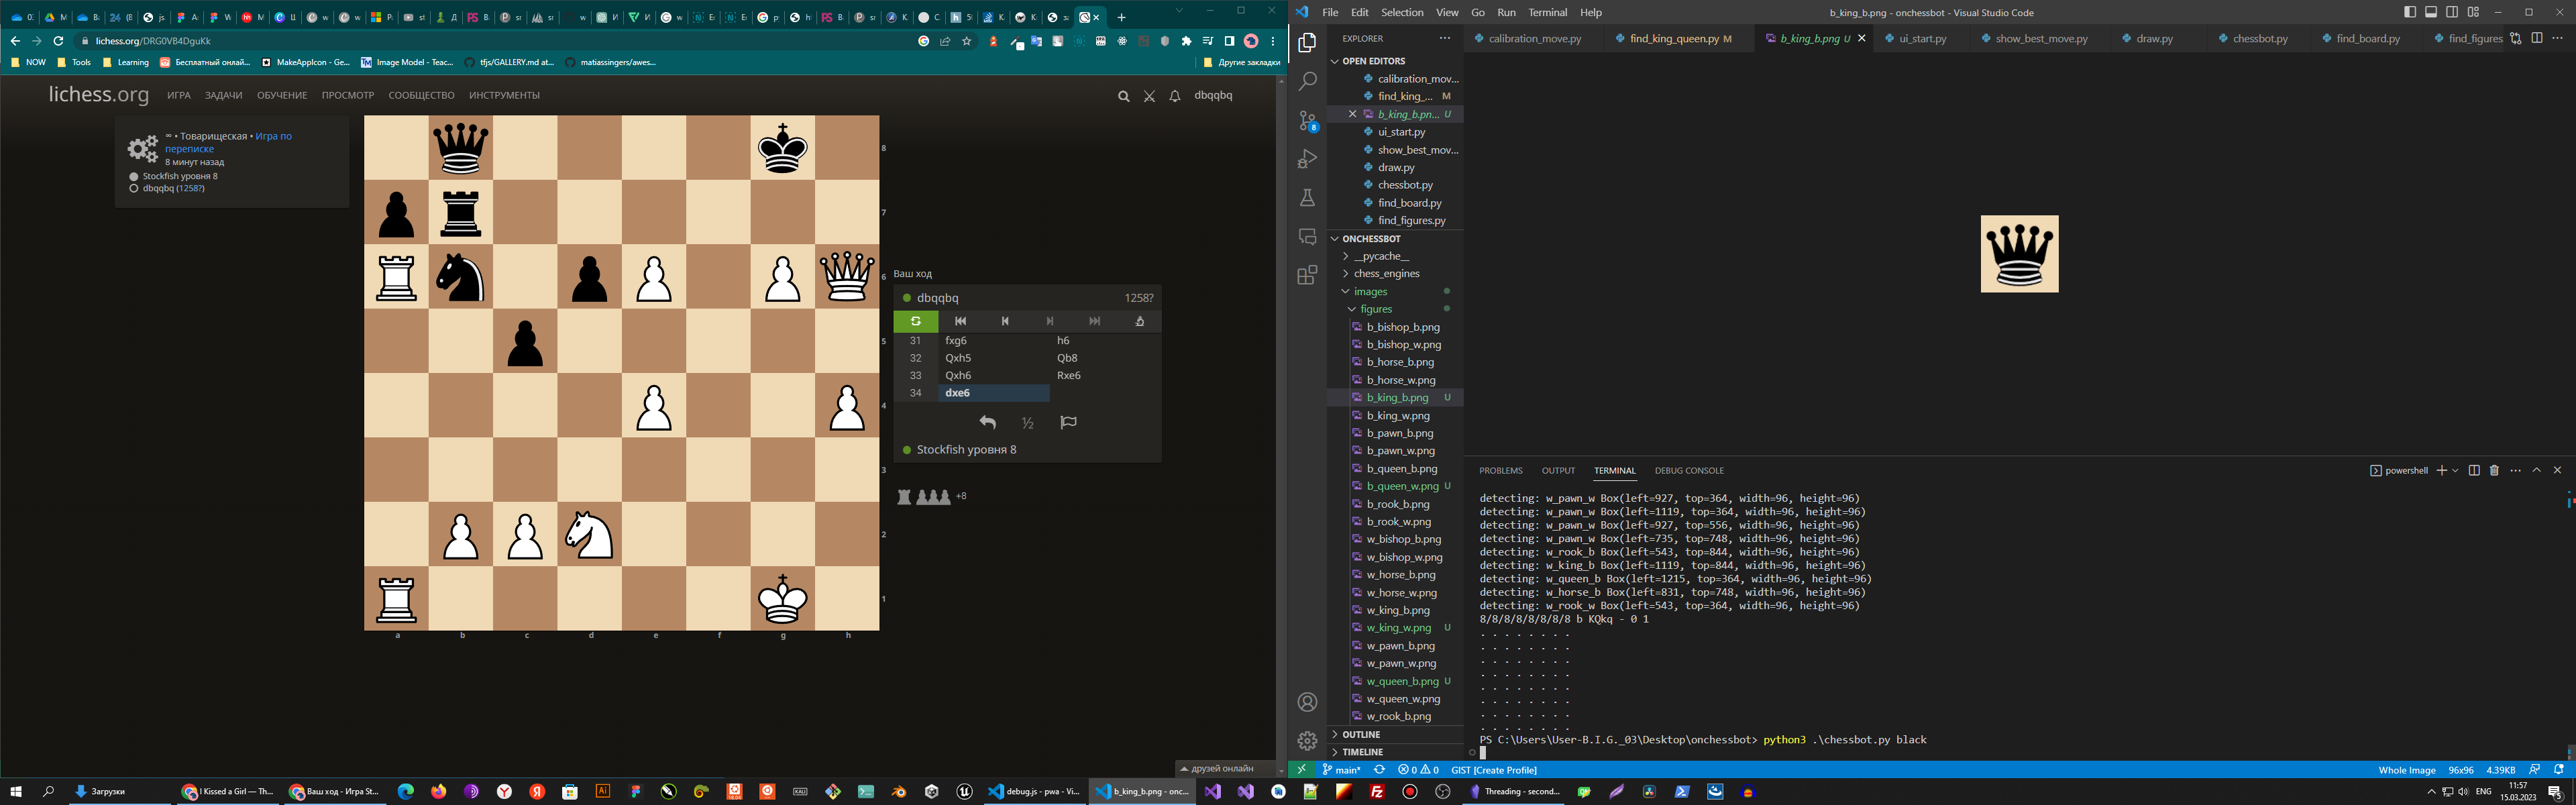 lichess.org/DRG0VB4DguKk
NOW
Tools
Learning
Бесплатный онлай...
MakeAppIcon - Ge...
Image Model - Teac...
tfjs/GALLERY.md at...
matiassingers/awes...
Другие закладки
lichess.org
ИГРА
ЗАДАЧИ
ОБУЧЕНИЕ
ПРОСМОТР
СООБЩЕСТВО
ИНСТРУМЕНТЫ
dbqqbq
∞ • Товарищеская • Игра по
переписке
8 минут назад
Stockfish уровня 8
dbqqbq (1258?)
8
7
6
5
4
3
2
1
a b c d e f g h
Ваш ход
dbqqbq 1258?
31 fxg6 h6
32 Qxh5 Qb8
33 Qxh6 Rxe6
34 dxe6
½
Stockfish уровня 8
+8
друзей онлайн
File Edit Selection View Go Run Terminal Help
b_king_b.png - onchessbot - Visual Studio Code
EXPLORER
OPEN EDITORS
calibration_mov...
find_king_... M
b_king_b.pn... U
ui_start.py
show_best_mov...
draw.py
chessbot.py
find_board.py
find_figures.py
ONCHESSBOT
__pycache__
chess_engines
images
figures
b_bishop_b.png
b_bishop_w.png
b_horse_b.png
b_horse_w.png
b_king_b.png U
b_king_w.png
b_pawn_b.png
b_pawn_w.png
b_queen_b.png
b_queen_w.png U
b_rook_b.png
b_rook_w.png
w_bishop_b.png
w_bishop_w.png
w_horse_b.png
w_horse_w.png
w_king_b.png
w_king_w.png U
w_pawn_b.png
w_pawn_w.png
w_queen_b.png U
w_queen_w.png
w_rook_b.png
OUTLINE
TIMELINE
calibration_move.py
find_king_queen.py M
b_king_b.png U
ui_start.py
show_best_move.py
draw.py
chessbot.py
find_board.py
find_figures
PROBLEMS OUTPUT TERMINAL DEBUG CONSOLE
powershell
detecting: w_pawn_w Box(left=927, top=364, width=96, height=96)
detecting: w_pawn_w Box(left=1119, top=364, width=96, height=96)
detecting: w_pawn_w Box(left=927, top=556, width=96, height=96)
detecting: w_pawn_w Box(left=735, top=748, width=96, height=96)
detecting: w_rook_b Box(left=543, top=844, width=96, height=96)
detecting: w_king_b Box(left=1119, top=844, width=96, height=96)
detecting: w_queen_b Box(left=1215, top=364, width=96, height=96)
detecting: w_horse_b Box(left=831, top=748, width=96, height=96)
detecting: w_rook_w Box(left=543, top=364, width=96, height=96)
8/8/8/8/8/8/8/8 b KQkq - 0 1
. . . . . . . .
. . . . . . . .
. . . . . . . .
. . . . . . . .
. . . . . . . .
. . . . . . . .
. . . . . . . .
. . . . . . . .
PS C:\Users\User-B.I.G._03\Desktop\onchessbot> python3 .\chessbot.py black
main*
0 0
GIST [Create Profile]
Whole Image 96x96 4.39KB
Загрузки
I Kissed a Girl — Th...
Ваш ход - Игра St...
debug.js - pwa - Vi...
b_king_b.png - onc...
Threading - second...
ENG
11:57
15.03.2023